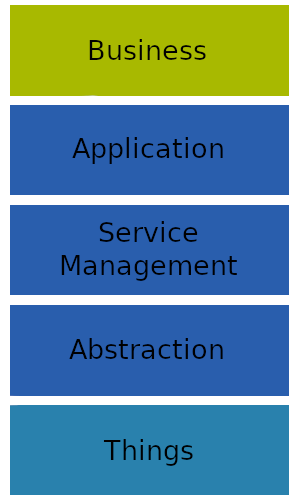 Business
Application
Service
Management
Abstraction
Things